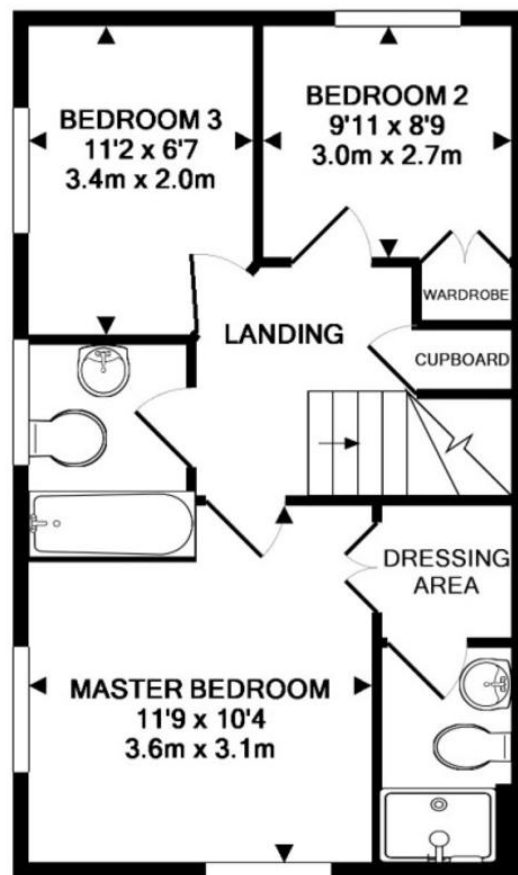 BEDROOM 3
11'2 x 6'7
3.4m x 2.0m
BEDROOM 2
9'11 x 8'9
3.0m x 2.7m
WARDROBE
LANDING
CUPBOARD
DRESSING
AREA
MASTER BEDROOM
11'9 x 10'4
3.6m x 3.1m